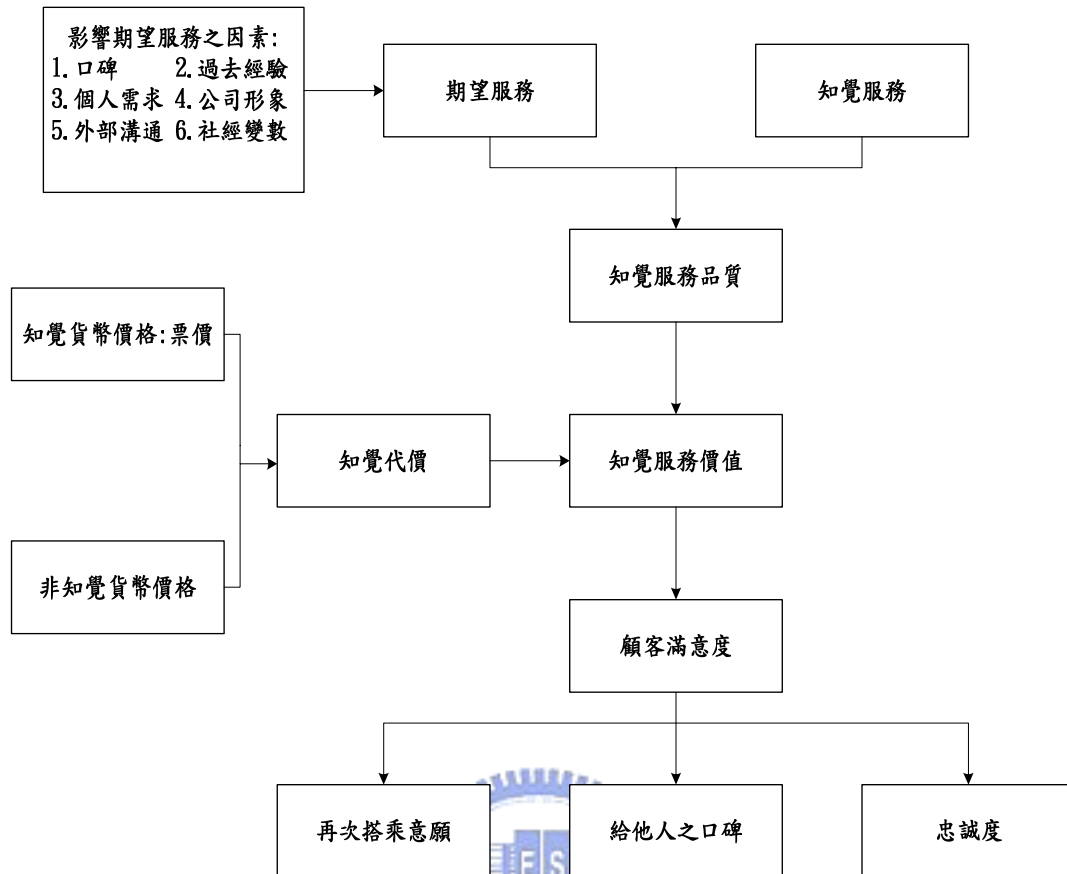 影響期望服務之因素:
1. 口碑 2. 過去經驗
3. 個人需求 4. 公司形象
5. 外部溝通 6. 社經變數
期望服務
知覺服務
知覺服務品質
知覺貨幣價格:票價
知覺代價
知覺服務價值
非知覺貨幣價格
顧客滿意度
再次搭乘意願
給他人之口碑
忠誠度
ES